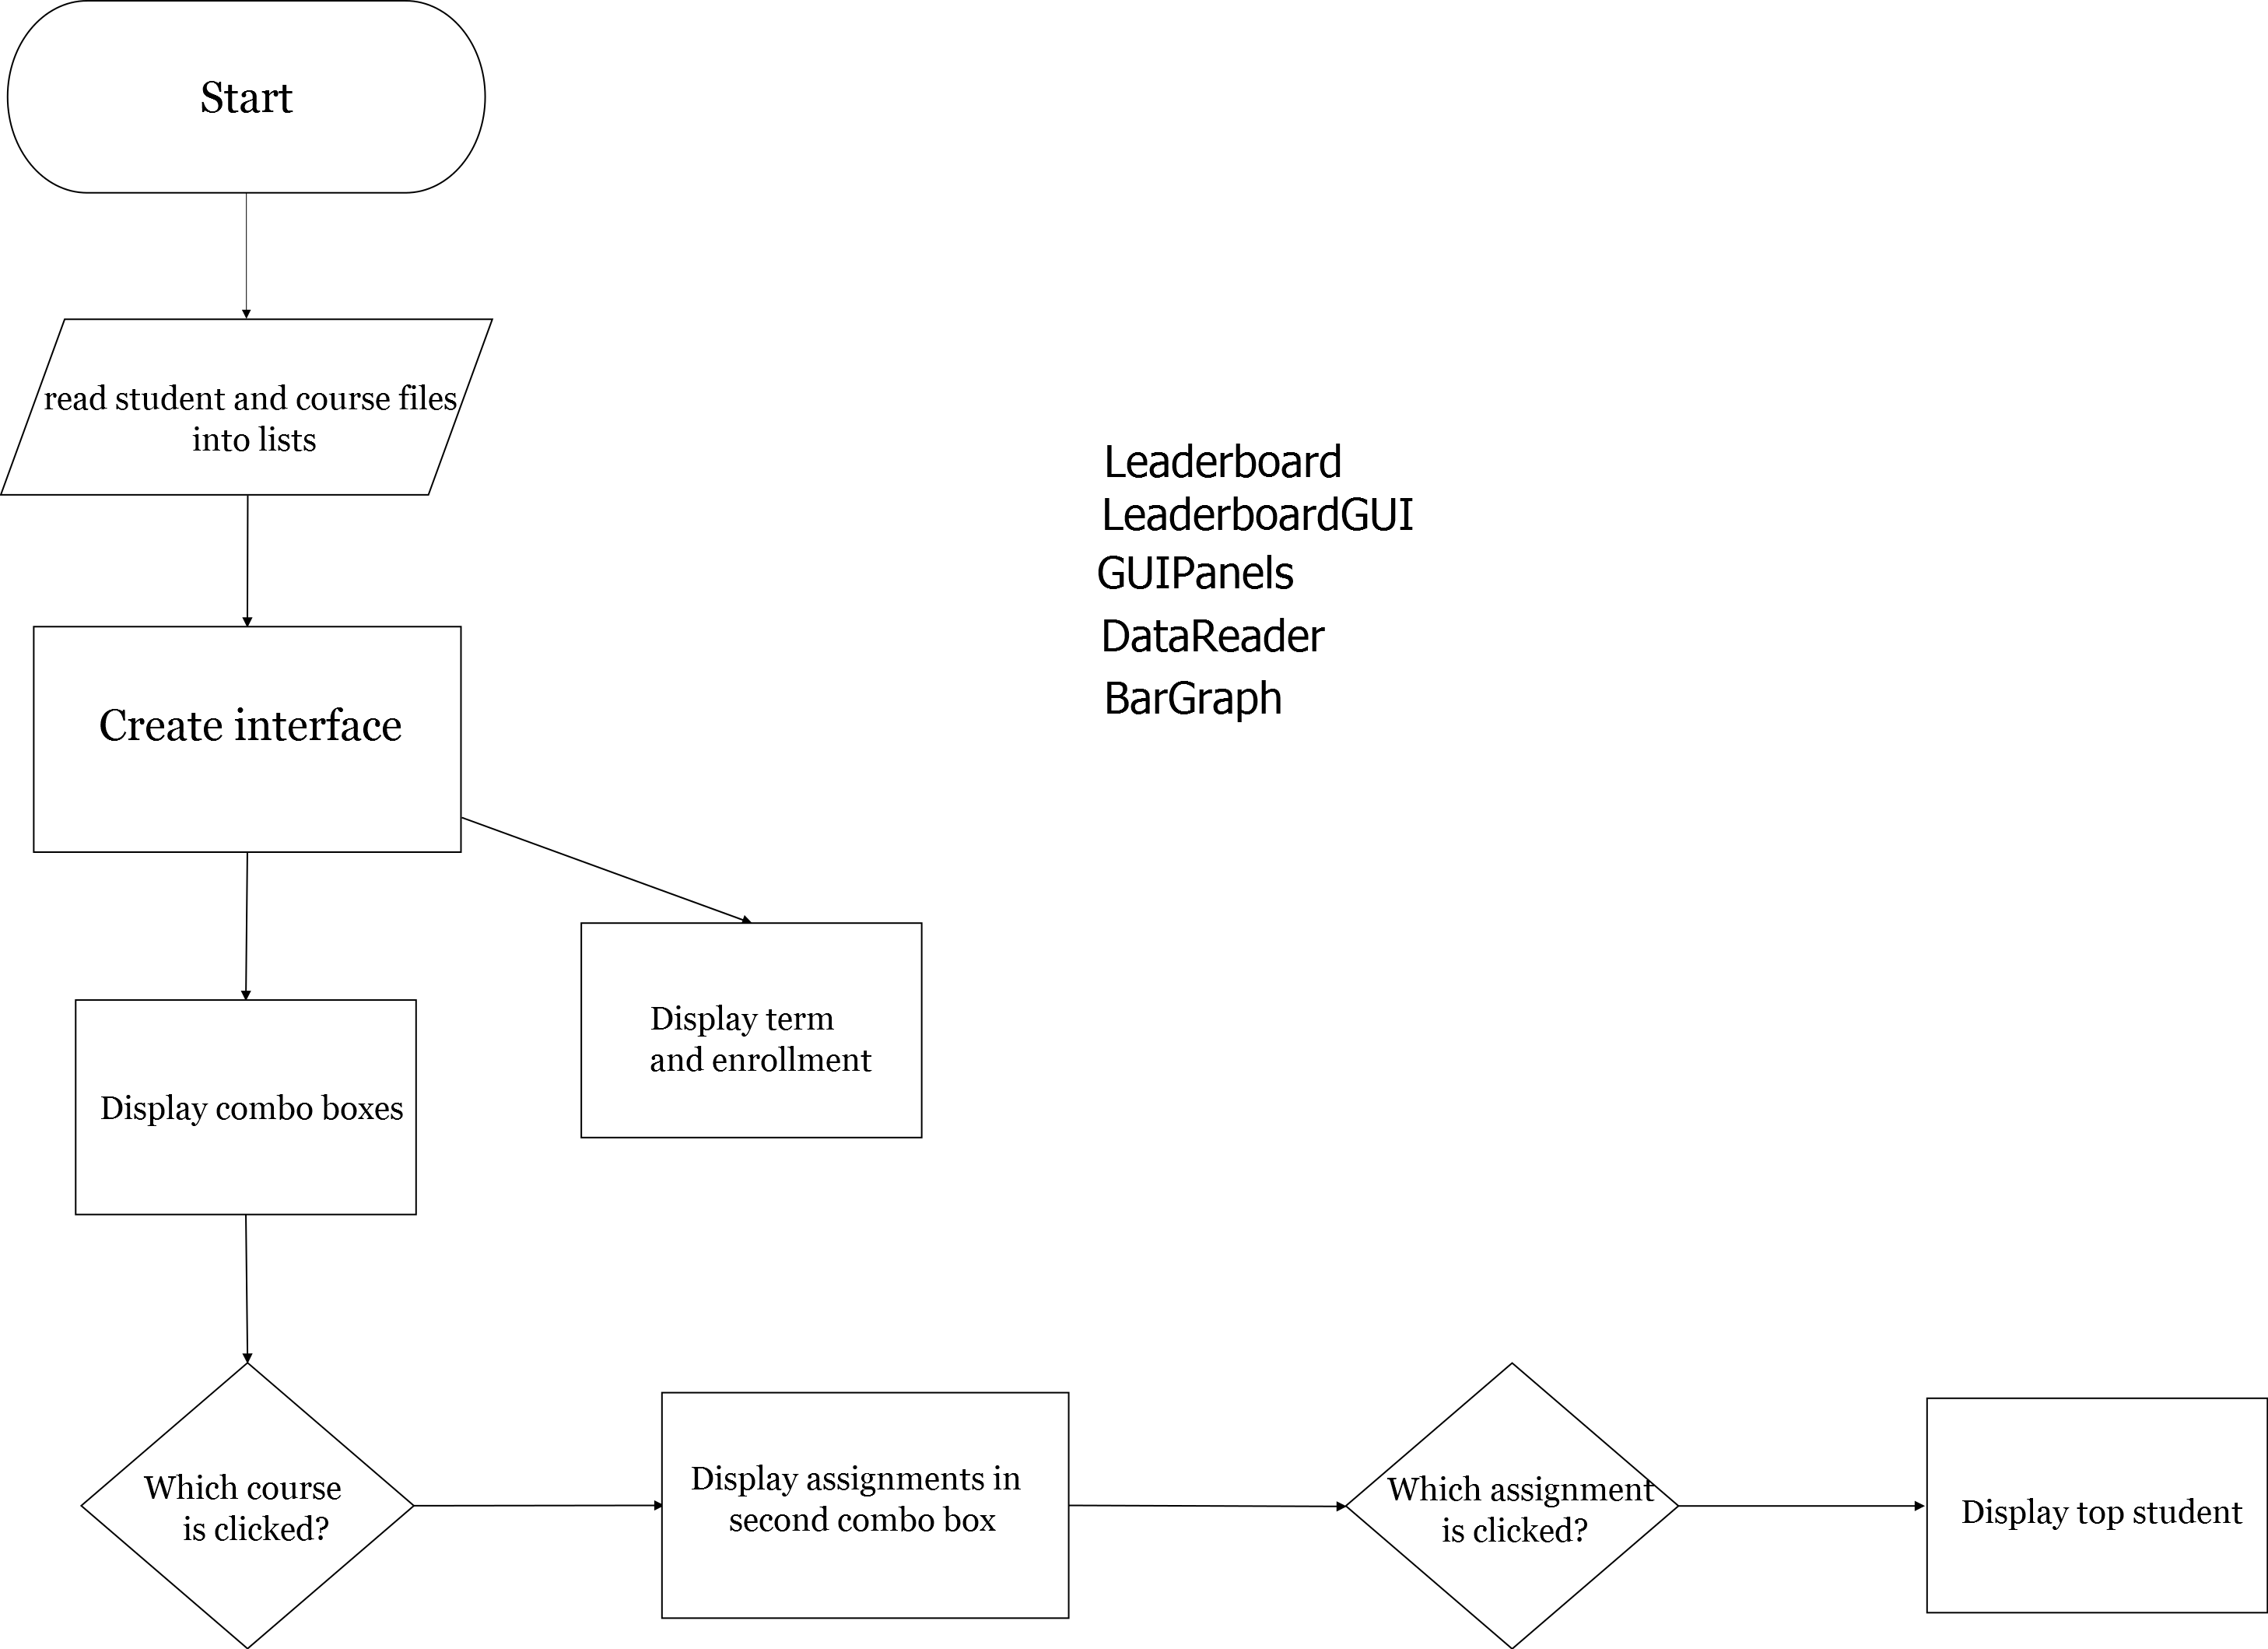 Start
read student and course files
into lists
Leaderboard
LeaderboardGUI
GUIPanels
DataReader
BarGraph
Create interface
Display term
and enrollment
Display combo boxes
Which course
is clicked?
Display assignments in
second combo box
Which assignment
is clicked?
Display top student